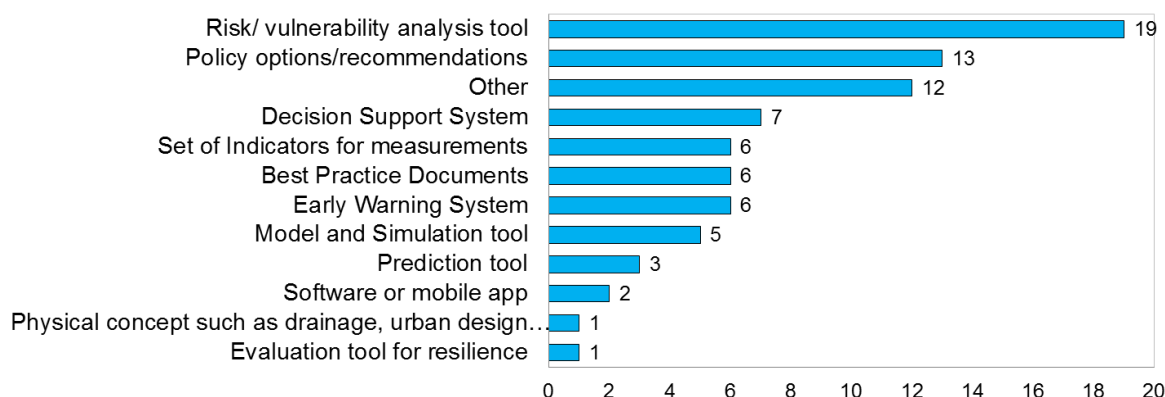 Risk/ vulnerability analysis tool 19
Policy options/recommendations 13
Other 12
Decision Support System 7
Set of Indicators for measurements 6
Best Practice Documents 6
Early Warning System 6
Model and Simulation tool 5
Prediction tool 3
Software or mobile app 2
Physical concept such as drainage, urban design… 1
Evaluation tool for resilience 1
0 2 4 6 8 10 12 14 16 18 20